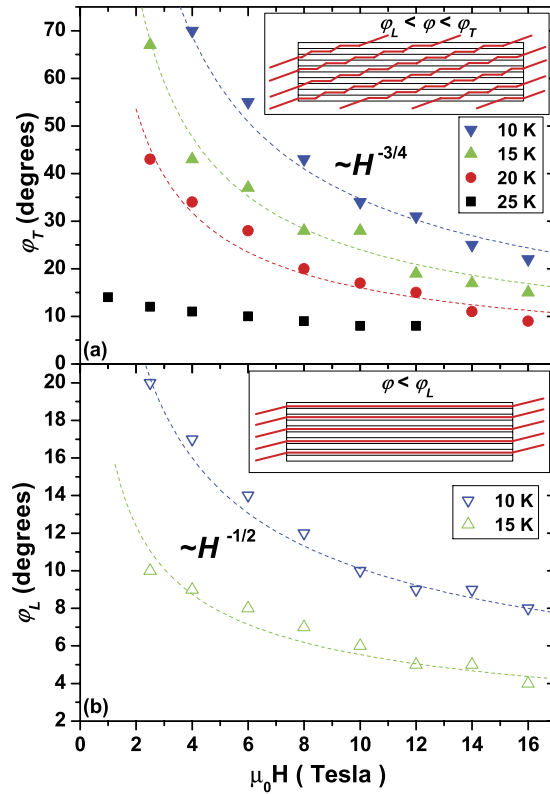 φT (degrees)
70
60
50
40
30
20
10
0
(a)
φL < φ < φT
10 K
15 K
20 K
25 K
~H -3/4
φL (degrees)
20
18
16
14
12
10
8
6
4
2
(b)
φ < φL
10 K
15 K
~H -1/2
0 2 4 6 8 10 12 14 16
μ0H ( Tesla )